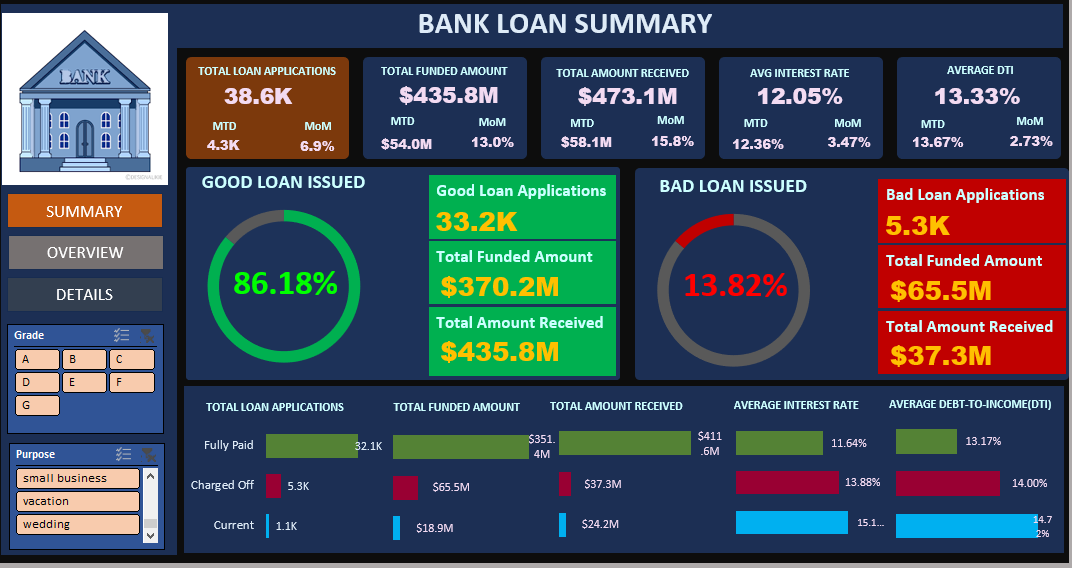 BANK LOAN SUMMARY
BANK
©DESIGNALIKIE
SUMMARY
OVERVIEW
DETAILS
Grade
A
B
C
D
E
F
G
Purpose
small business
vacation
wedding
TOTAL LOAN APPLICATIONS
38.6K
MTD MoM
4.3K 6.9%
TOTAL FUNDED AMOUNT
$435.8M
MTD MoM
$54.0M 13.0%
TOTAL AMOUNT RECEIVED
$473.1M
MTD MoM
$58.1M 15.8%
AVG INTEREST RATE
12.05%
MTD MoM
12.36% 3.47%
AVERAGE DTI
13.33%
MTD MoM
13.67% 2.73%
GOOD LOAN ISSUED
86.18%
Good Loan Applications
33.2K
Total Funded Amount
$370.2M
Total Amount Received
$435.8M
BAD LOAN ISSUED
13.82%
Bad Loan Applications
5.3K
Total Funded Amount
$65.5M
Total Amount Received
$37.3M
TOTAL LOAN APPLICATIONS
Fully Paid 32.1K
Charged Off 5.3K
Current 1.1K
TOTAL FUNDED AMOUNT
$351.
4M
$65.5M
$18.9M
TOTAL AMOUNT RECEIVED
$411
.6M
$37.3M
$24.2M
AVERAGE INTEREST RATE
11.64%
13.88%
15.1...
AVERAGE DEBT-TO-INCOME(DTI)
13.17%
14.00%
14.7
2%